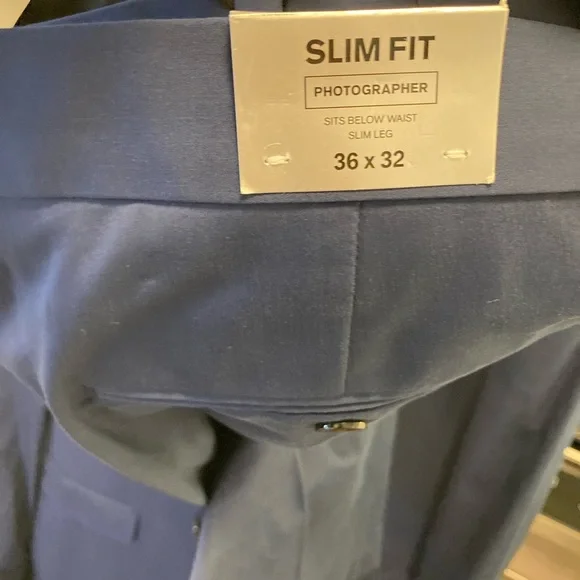 SLIM FIT
PHOTOGRAPHER
SITS BELOW WAIST
SLIM LEG
36 x 32